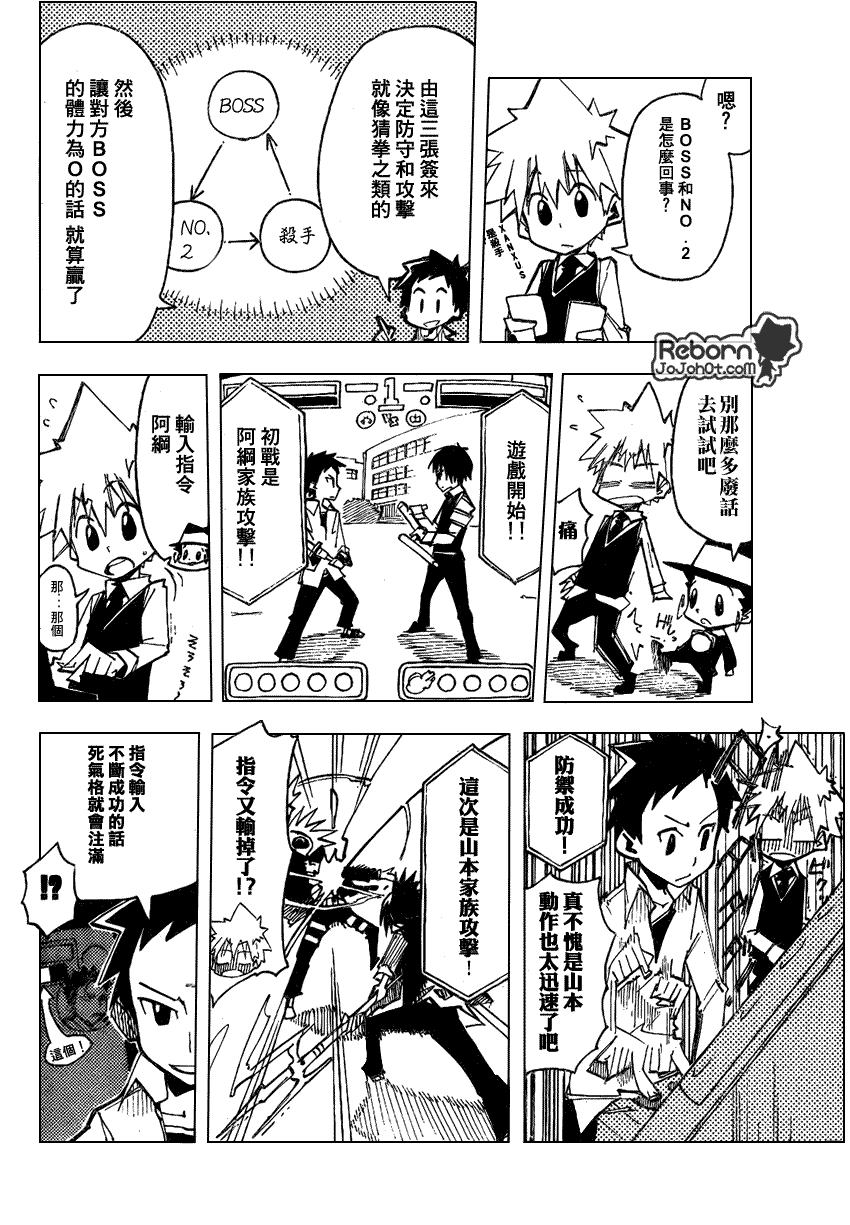 嗯?
BOSS和NO.2
是怎麼回事?
XANXUS
是殺手
由這三張簽來
決定防守和攻擊
就像猜拳之類的
BOSS
NO.
2
殺手
然後
讓對方BOSS
的體力為O的話 就算贏了
Reborn
JoJoHOt.com
別那麼多廢話
去試試吧
痛
1
遊戲開始!!
初戰是
阿綱家族攻擊!!
輸入指令
阿綱
那…那個
防禦成功!
真不愧是山本
動作也太迅速了吧
這次是山本家族攻擊!
指令又輸掉了!?
指令輸入
不斷成功的話
死氣格就會注滿
!?
這個!